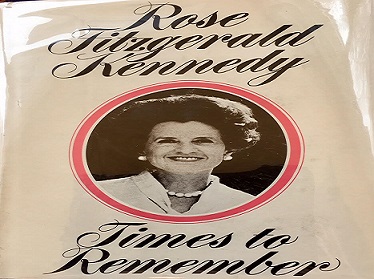 Rose
Fitzgerald
Kennedy
Times to
Remember